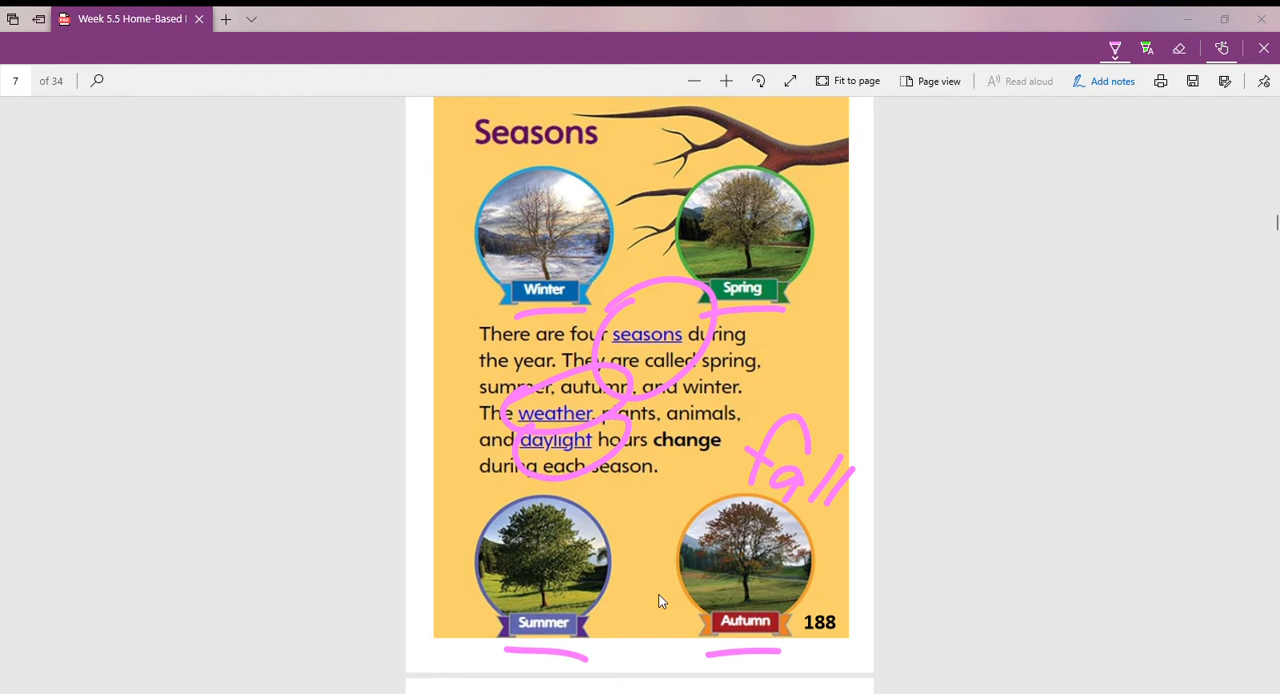 Week 5.5 Home-Based
7 of 34
Fit to page
Page view
Read aloud
Add notes
Seasons
Winter
Spring
There are four seasons during
the year. They are called spring,
summer, autumn, and winter.
The weather, plants, animals,
and daylight hours change
during each season.
fall
Summer
Autumn
188